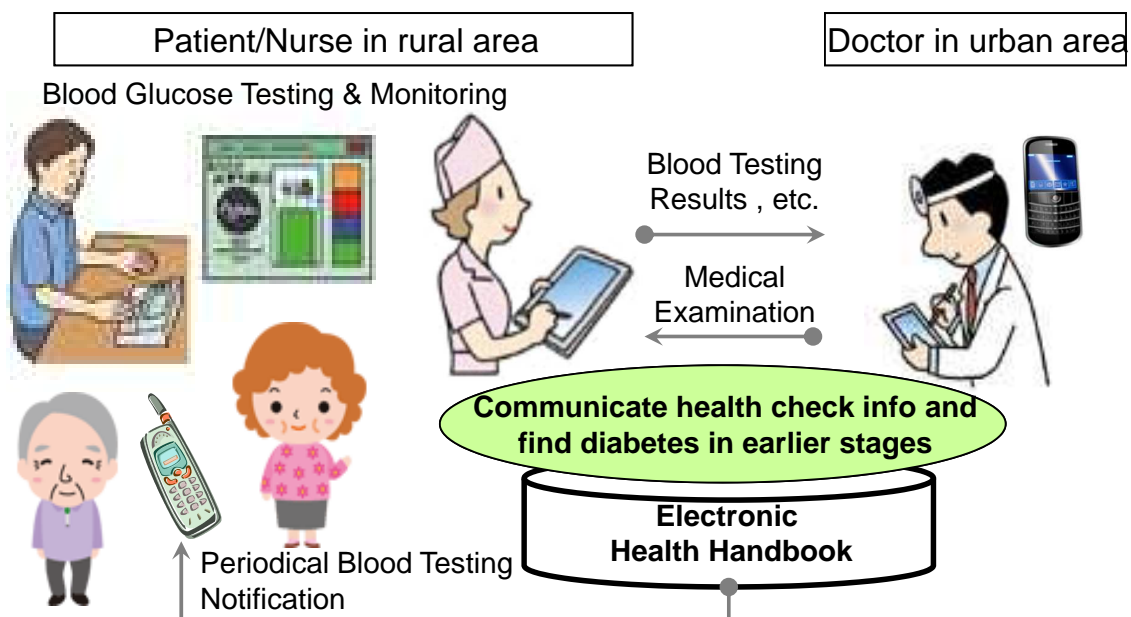 Patient/Nurse in rural area
Doctor in urban area
Blood Glucose Testing & Monitoring
Blood Testing
Results , etc.
Medical
Examination
Communicate health check info and
find diabetes in earlier stages
Electronic
Health Handbook
Periodical Blood Testing
Notification